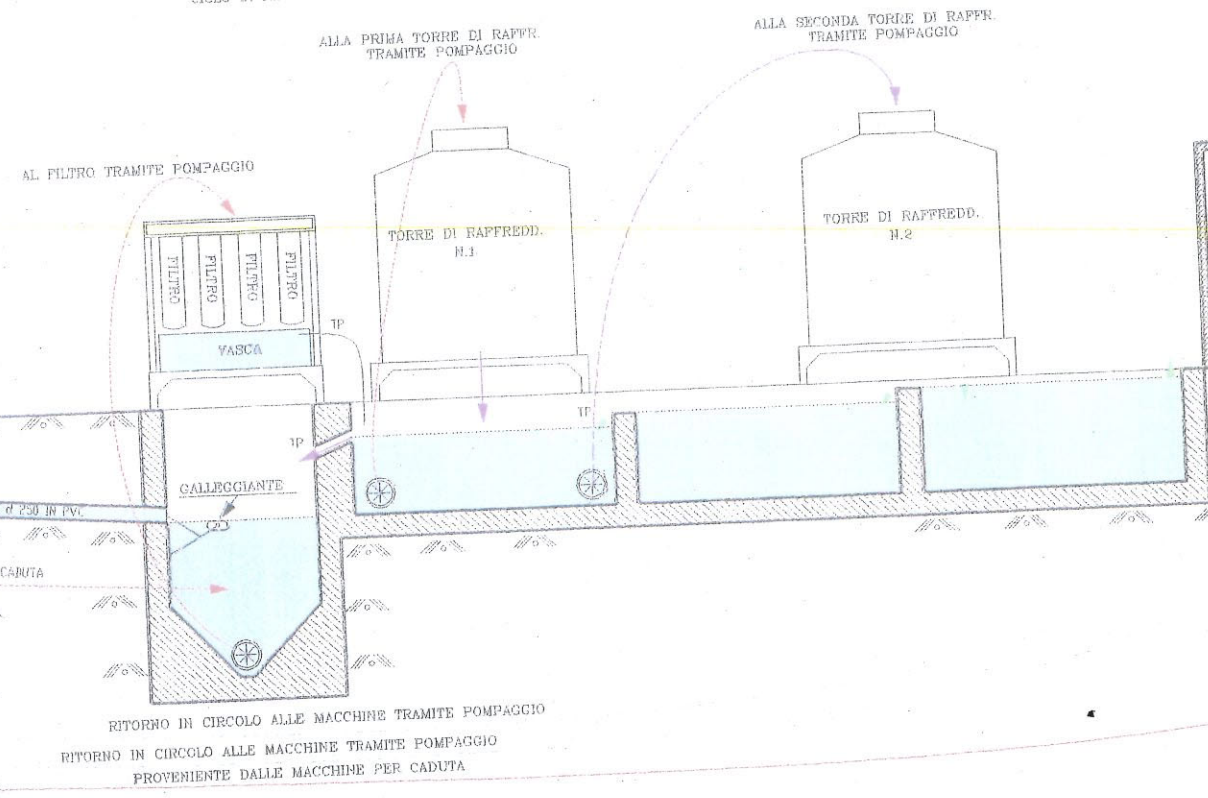 ALLA PRIMA TORRE DI RAFFR.
TRAMITE POMPAGGIO
ALLA SECONDA TORRE DI RAFFR.
TRAMITE POMPAGGIO
AL FILTRO TRAMITE POMPAGGIO
TORRE DI RAFFREDD.
N.1
TORRE DI RAFFREDD.
N.2
FILTRO
FILTRO
FILTRO
FILTRO
TP
VASCA
TP
TP
GALLEGGIANTE
d 250 IN PVC
CADUTA
RITORNO IN CIRCOLO ALLE MACCHINE TRAMITE POMPAGGIO
RITORNO IN CIRCOLO ALLE MACCHINE TRAMITE POMPAGGIO
PROVENIENTE DALLE MACCHINE PER CADUTA